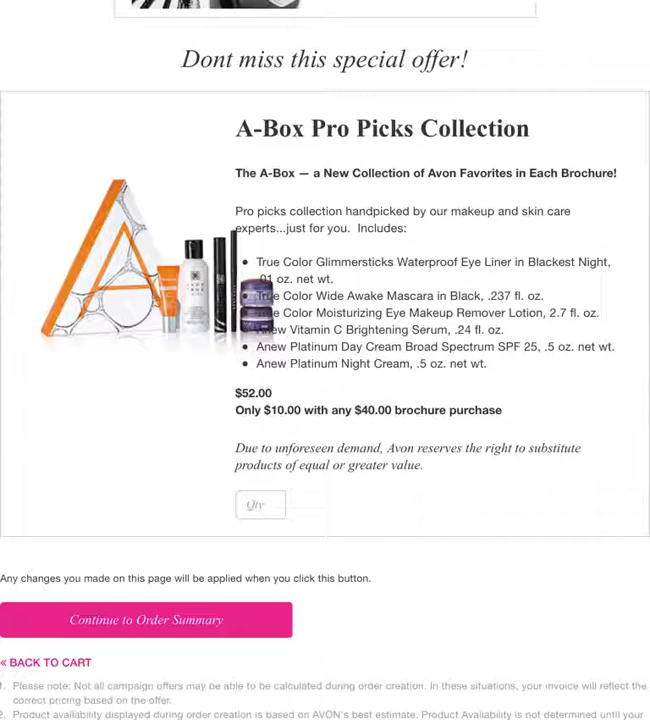 Dont miss this special offer!
A-Box Pro Picks Collection
The A-Box — a New Collection of Avon Favorites in Each Brochure!
Pro picks collection handpicked by our makeup and skin care
experts...just for you. Includes:
• True Color Glimmersticks Waterproof Eye Liner in Blackest Night,
.01 oz. net wt.
• True Color Wide Awake Mascara in Black, .237 fl. oz.
• True Color Moisturizing Eye Makeup Remover Lotion, 2.7 fl. oz.
• Anew Vitamin C Brightening Serum, .24 fl. oz.
• Anew Platinum Day Cream Broad Spectrum SPF 25, .5 oz. net wt.
• Anew Platinum Night Cream, .5 oz. net wt.
$52.00
Only $10.00 with any $40.00 brochure purchase
Due to unforeseen demand, Avon reserves the right to substitute
products of equal or greater value.
Qty
Any changes you made on this page will be applied when you click this button.
Continue to Order Summary
« BACK TO CART
1. Please note: Not all campaign offers may be able to be calculated during order creation. In these situations, your invoice will reflect the
correct pricing based on the offer.
2. Product availability displayed during order creation is based on AVON's best estimate. Product Availability is not determined until your